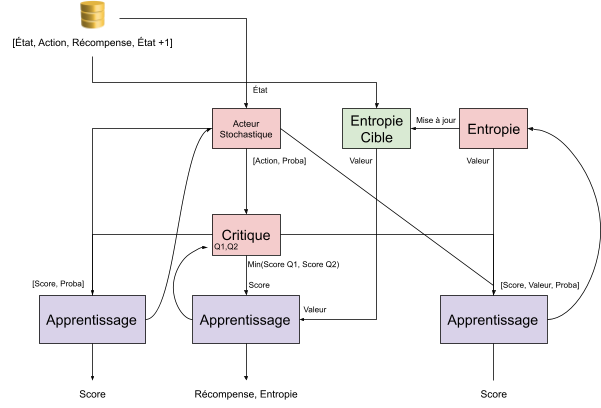 [État, Action, Récompense, État +1]
État
Acteur
Stochastique
Entropie
Cible
Mise à jour
Entropie
[Action, Proba]
Valeur
Valeur
Critique
Q1,Q2
Min(Score Q1, Score Q2)
[Score, Proba]
Score
[Score, Valeur, Proba]
Valeur
Apprentissage
Apprentissage
Apprentissage
Score
Récompense, Entropie
Score